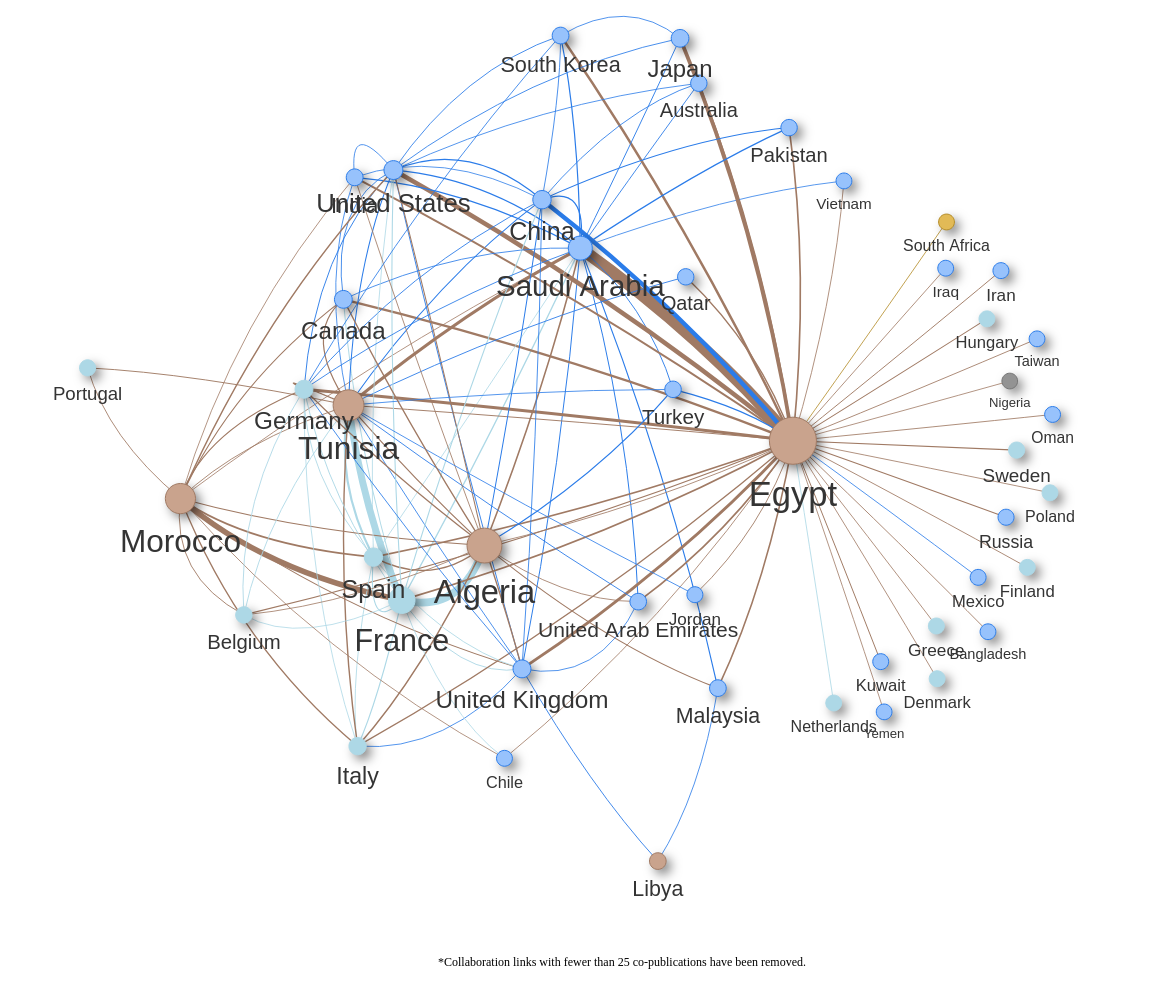 South Korea
Japan
Australia
Pakistan
Vietnam
United States
India
China
South Africa
Saudi Arabia
Qatar
Iraq
Iran
Canada
Hungary
Taiwan
Portugal
Nigeria
Germany
Turkey
Oman
Tunisia
Sweden
Egypt
Poland
Morocco
Russia
Spain
Algeria
Finland
Mexico
Jordan
United Arab Emirates
Belgium
France
Greece
Bangladesh
Kuwait
United Kingdom
Denmark
Malaysia
Netherlands
Yemen
Italy
Chile
Libya
*Collaboration links with fewer than 25 co-publications have been removed.